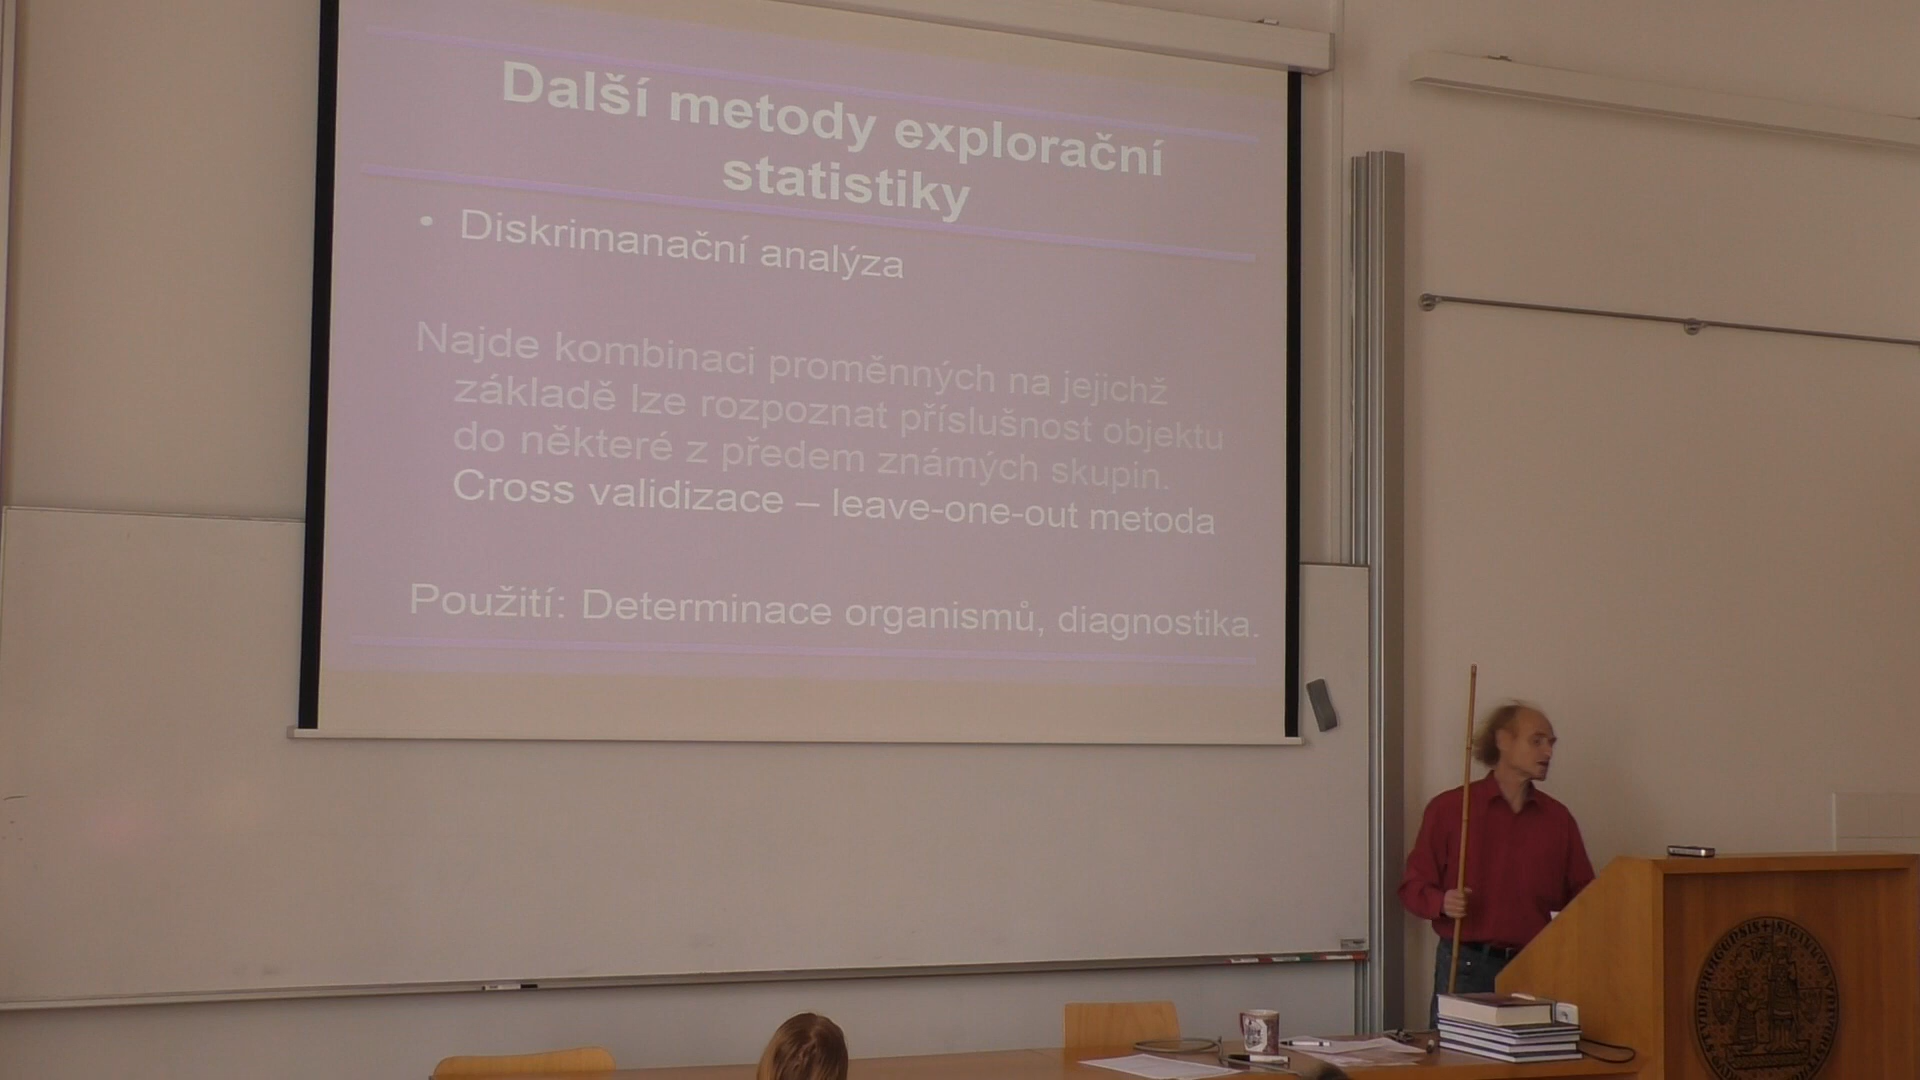 Další metody explorační
statistiky
• Diskrimanační analýza
Najde kombinaci proměnných na jejichž
základě lze rozpoznat příslušnost objektu
do některé z předem známých skupin.
Cross validizace – leave-one-out metoda
Použití: Determinace organismů, diagnostika.